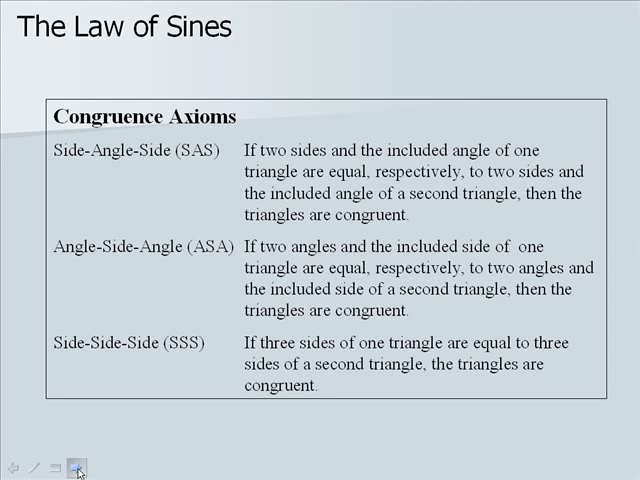 The Law of Sines
Congruence Axioms
Side-Angle-Side (SAS) If two sides and the included angle of one
triangle are equal, respectively, to two sides and
the included angle of a second triangle, then the
triangles are congruent.
Angle-Side-Angle (ASA) If two angles and the included side of one
triangle are equal, respectively, to two angles and
the included side of a second triangle, then the
triangles are congruent.
Side-Side-Side (SSS) If three sides of one triangle are equal to three
sides of a second triangle, the triangles are
congruent.